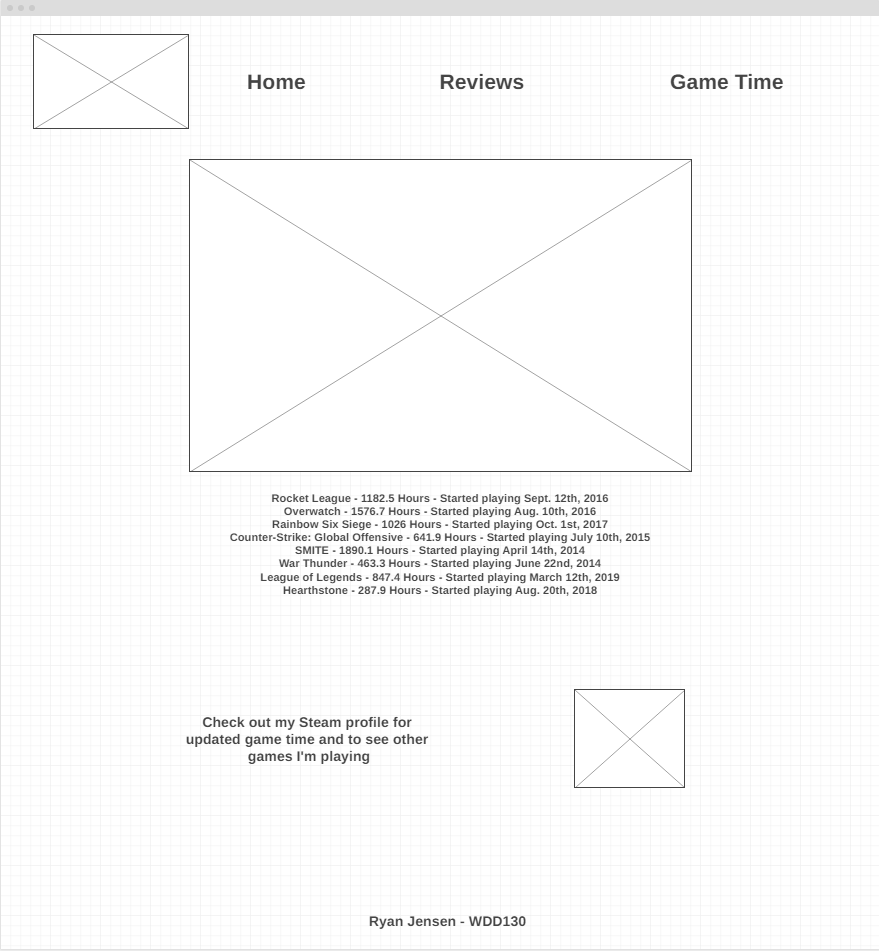 Home Reviews Game Time
Rocket League - 1182.5 Hours - Started playing Sept. 12th, 2016
Overwatch - 1576.7 Hours - Started playing Aug. 10th, 2016
Rainbow Six Siege - 1026 Hours - Started playing Oct. 1st, 2017
Counter-Strike: Global Offensive - 641.9 Hours - Started playing July 10th, 2015
SMITE - 1890.1 Hours - Started playing April 14th, 2014
War Thunder - 463.3 Hours - Started playing June 22nd, 2014
League of Legends - 847.4 Hours - Started playing March 12th, 2019
Hearthstone - 287.9 Hours - Started playing Aug. 20th, 2018
Check out my Steam profile for
updated game time and to see other
games I'm playing
Ryan Jensen - WDD130